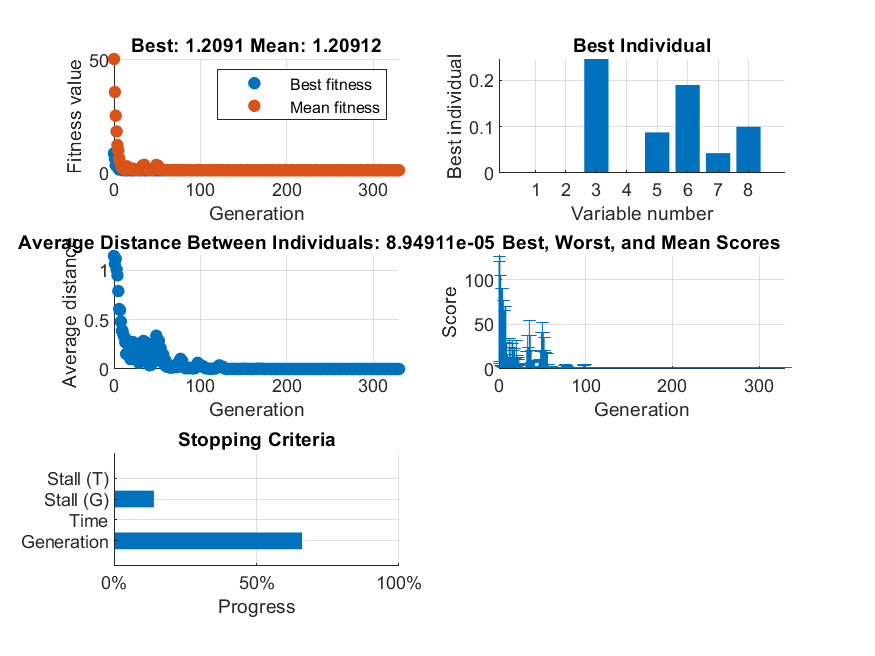 Best: 1.2091 Mean: 1.20912
Fitness value
50
0
Best fitness
Mean fitness
0 100 200 300
Generation
Best Individual
Best individual
0.2
0.1
0
1 2 3 4 5 6 7 8
Variable number
Average Distance Between Individuals: 8.94911e-05
Average distance
1
0.5
0
0 100 200 300
Generation
Best, Worst, and Mean Scores
Score
100
50
0
0 100 200 300
Generation
Stopping Criteria
Stall (T)
Stall (G)
Time
Generation
0% 50% 100%
Progress